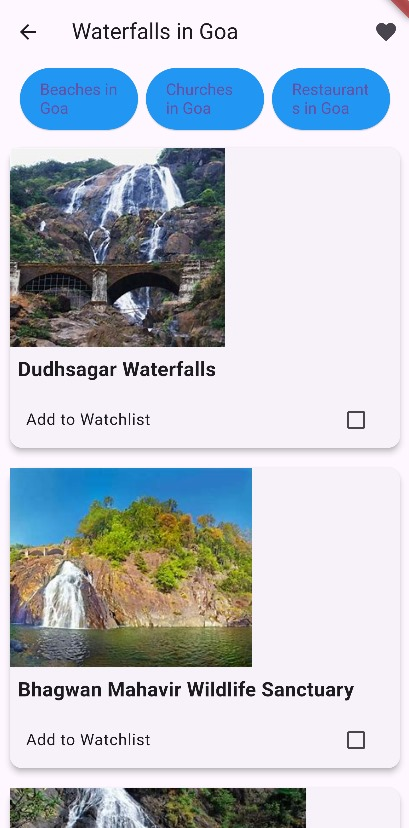 Waterfalls in Goa
Beaches in
Goa
Churches
in Goa
Restaurant
s in Goa
Dudhsagar Waterfalls
Add to Watchlist
Bhagwan Mahavir Wildlife Sanctuary
Add to Watchlist